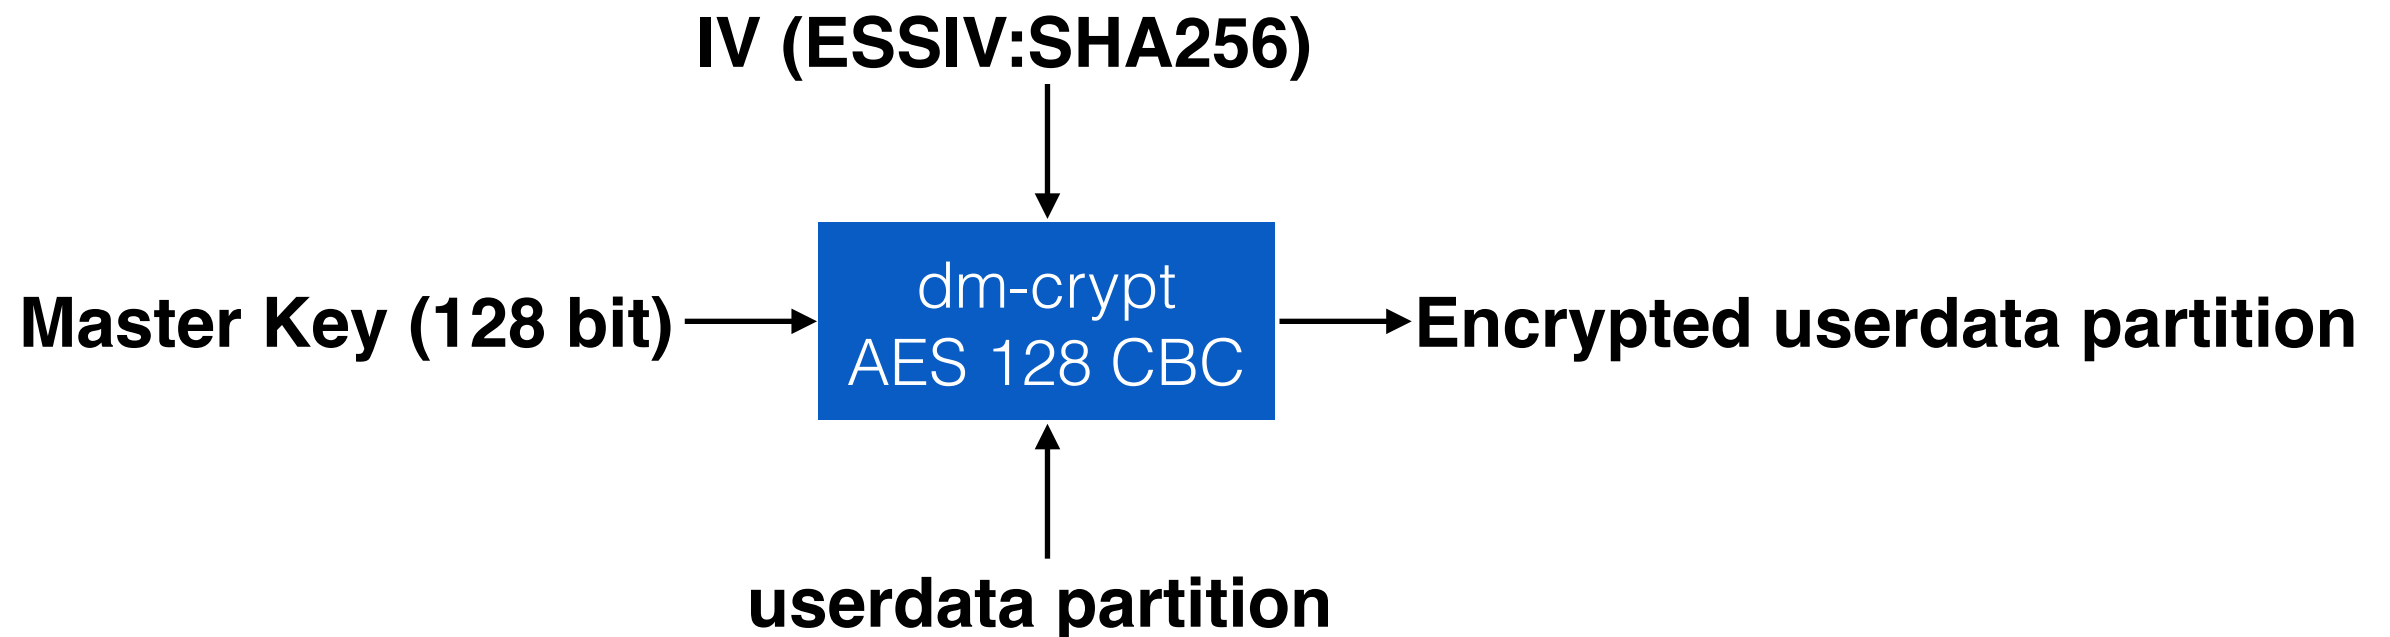 IV (ESSIV:SHA256)
Master Key (128 bit)
dm-crypt
AES 128 CBC
Encrypted userdata partition
userdata partition